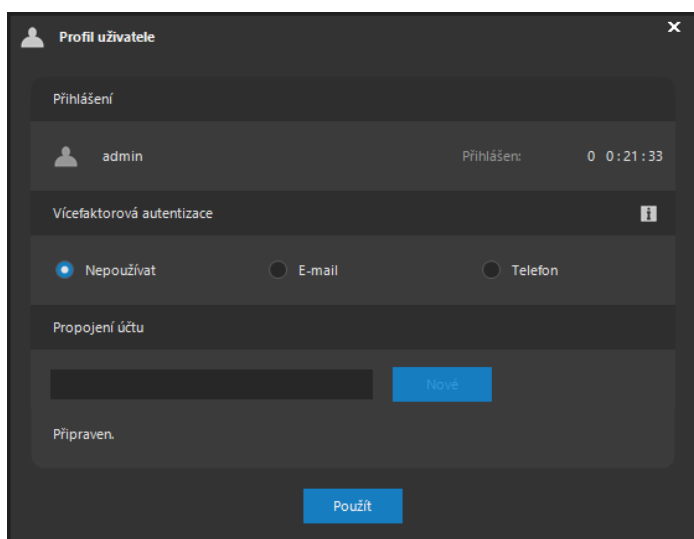 Profil uživatele
Přihlášení
admin Přihlášen: 0 0:21:33
Vícefaktorová autentizace
Nepoužívat E-mail Telefon
Propojení účtu
Nové
Připraven.
Použít